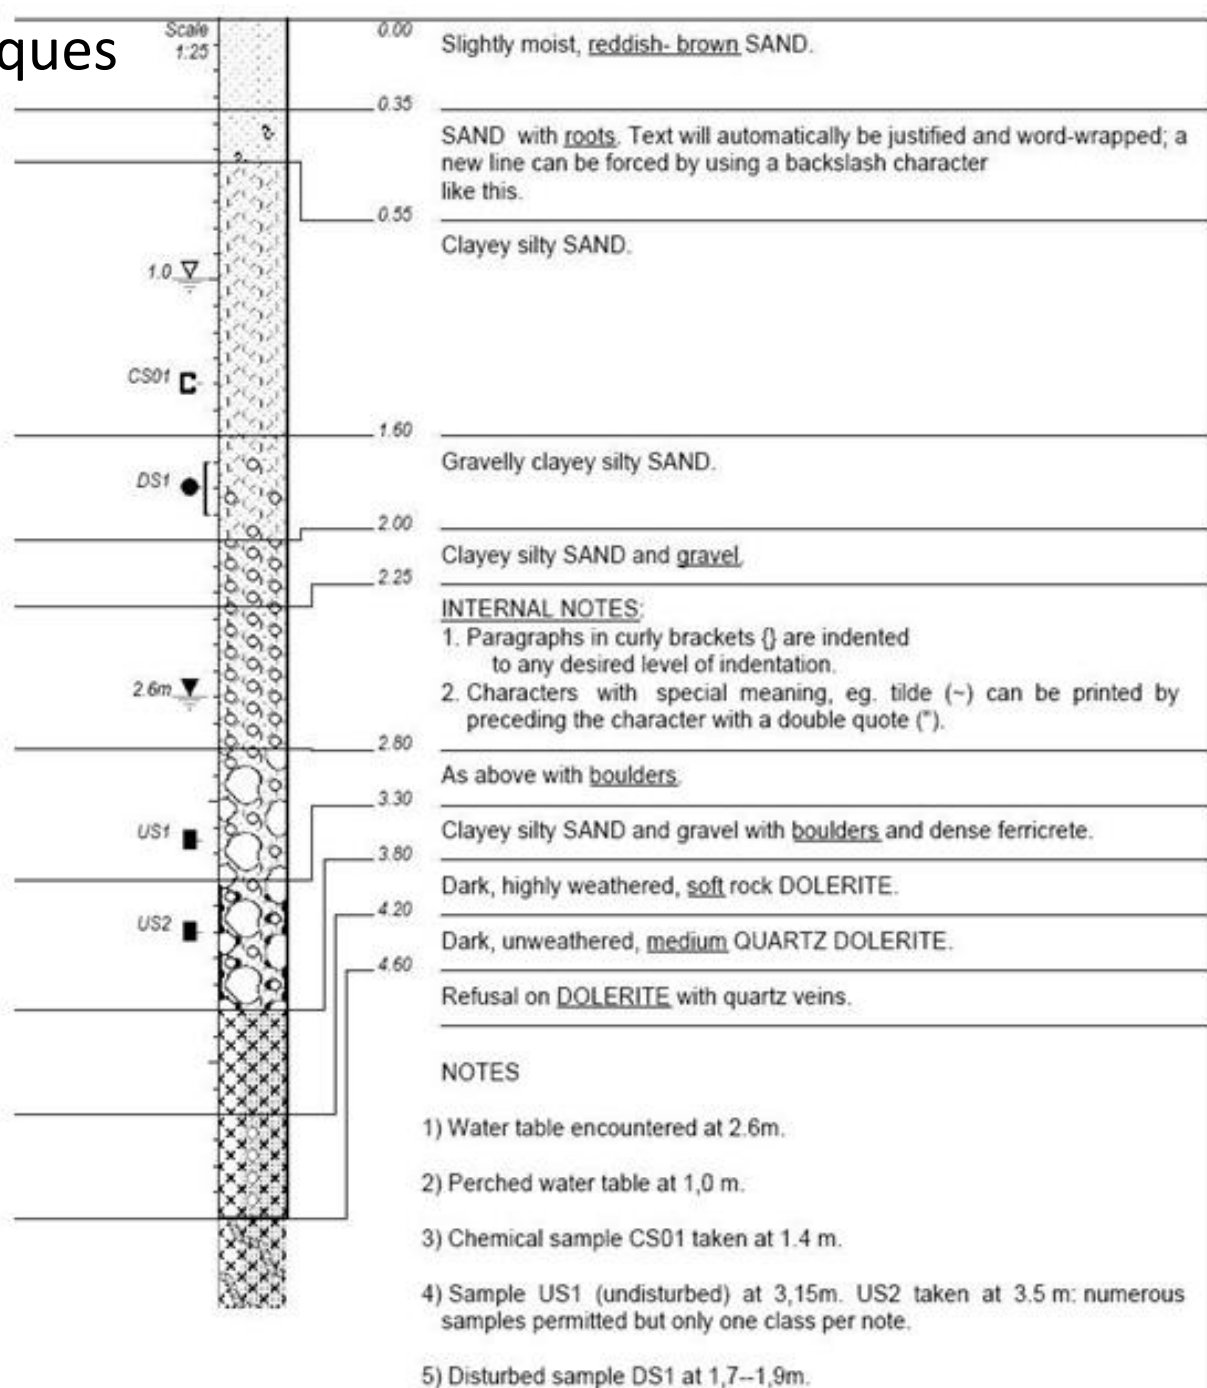 ques
Scale
1:25
0.00
Slightly moist, reddish- brown SAND.
0.35
SAND with roots. Text will automatically be justified and word-wrapped; a
new line can be forced by using a backslash character
like this.
0.55
Clayey silty SAND.
1.0
CS01
1.60
Gravelly clayey silty SAND.
DS1
2.00
Clayey silty SAND and gravel.
2.25
INTERNAL NOTES:
1. Paragraphs in curly brackets {} are indented
to any desired level of indentation.
2. Characters with special meaning, eg. tilde (~) can be printed by
preceding the character with a double quote (").
2.6m
2.80
As above with boulders.
3.30
Clayey silty SAND and gravel with boulders and dense ferricrete.
US1
3.80
Dark, highly weathered, soft rock DOLERITE.
4.20
Dark, unweathered, medium QUARTZ DOLERITE.
US2
4.60
Refusal on DOLERITE with quartz veins.
NOTES
1) Water table encountered at 2.6m.
2) Perched water table at 1,0 m.
3) Chemical sample CS01 taken at 1.4 m.
4) Sample US1 (undisturbed) at 3,15m. US2 taken at 3.5 m: numerous
samples permitted but only one class per note.
5) Disturbed sample DS1 at 1,7--1,9m.